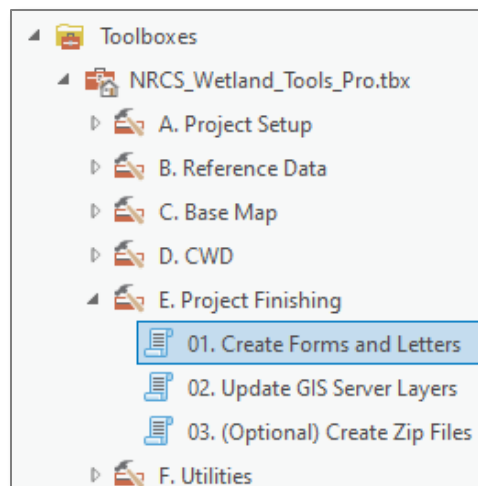 Toolboxes
NRCS_Wetland_Tools_Pro.tbx
A. Project Setup
B. Reference Data
C. Base Map
D. CWD
E. Project Finishing
01. Create Forms and Letters
02. Update GIS Server Layers
03. (Optional) Create Zip Files
F. Utilities